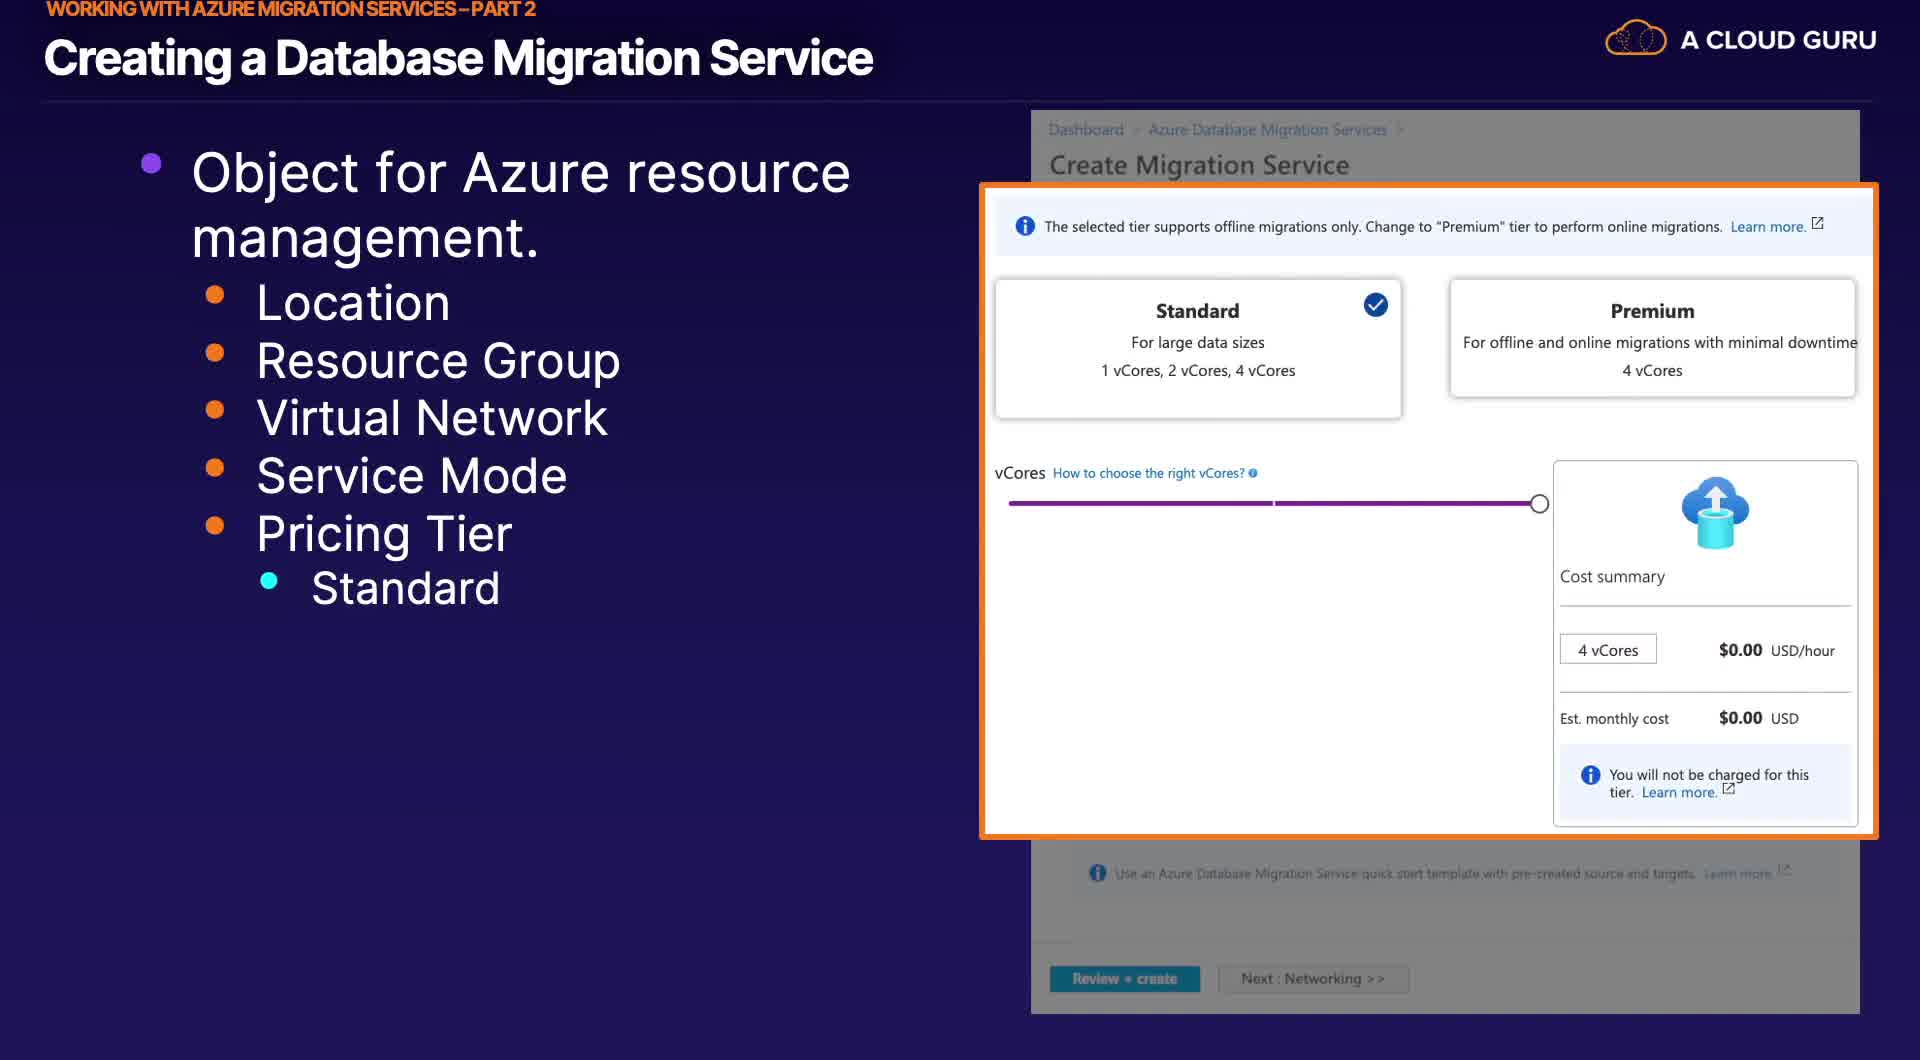 WORKING WITH AZURE MIGRATION SERVICES – PART 2
Creating a Database Migration Service
A CLOUD GURU
Object for Azure resource
management.
Location
Resource Group
Virtual Network
Service Mode
Pricing Tier
Standard
Dashboard > Azure Database Migration Services >
Create Migration Service
The selected tier supports offline migrations only. Change to "Premium" tier to perform online migrations. Learn more.
Standard
For large data sizes
1 vCores, 2 vCores, 4 vCores
Premium
For offline and online migrations with minimal downtime
4 vCores
vCores How to choose the right vCores?
Cost summary
4 vCores $0.00 USD/hour
Est. monthly cost $0.00 USD
You will not be charged for this
tier. Learn more.
Use an Azure Database Migration Service quick start template with pre-created source and targets. Learn more.
Review + create
Next : Networking >>